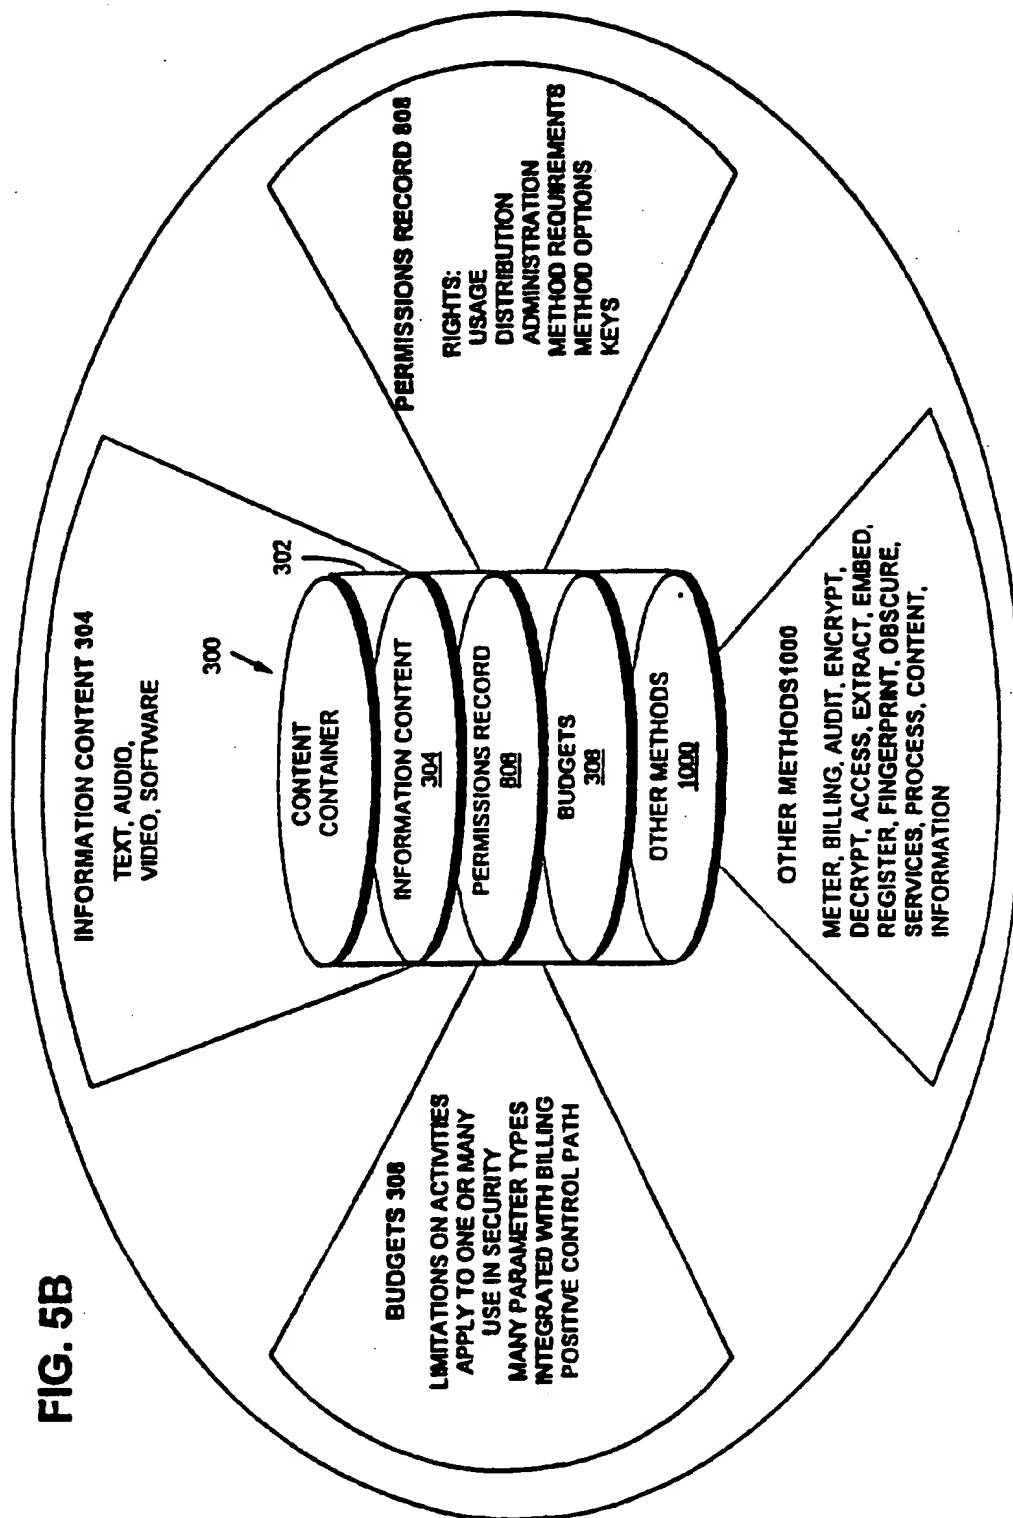 FIG. 5B
INFORMATION CONTENT 304
TEXT, AUDIO,
VIDEO, SOFTWARE
BUDGETS 308
LIMITATIONS ON ACTIVITIES
APPLY TO ONE OR MANY
USE IN SECURITY
MANY PARAMETER TYPES
INTEGRATED WITH BILLING
POSITIVE CONTROL PATH
300
302
CONTENT
CONTAINER
INFORMATION CONTENT
304
PERMISSIONS RECORD
808
BUDGETS
308
OTHER METHODS
1000
PERMISSIONS RECORD 808
RIGHTS:
USAGE
DISTRIBUTION
ADMINISTRATION
METHOD REQUIREMENTS
METHOD OPTIONS
KEYS
OTHER METHODS1000
METER, BILLING, AUDIT, ENCRYPT,
DECRYPT, ACCESS, EXTRACT, EMBED,
REGISTER, FINGERPRINT, OBSCURE,
SERVICES, PROCESS, CONTENT,
INFORMATION